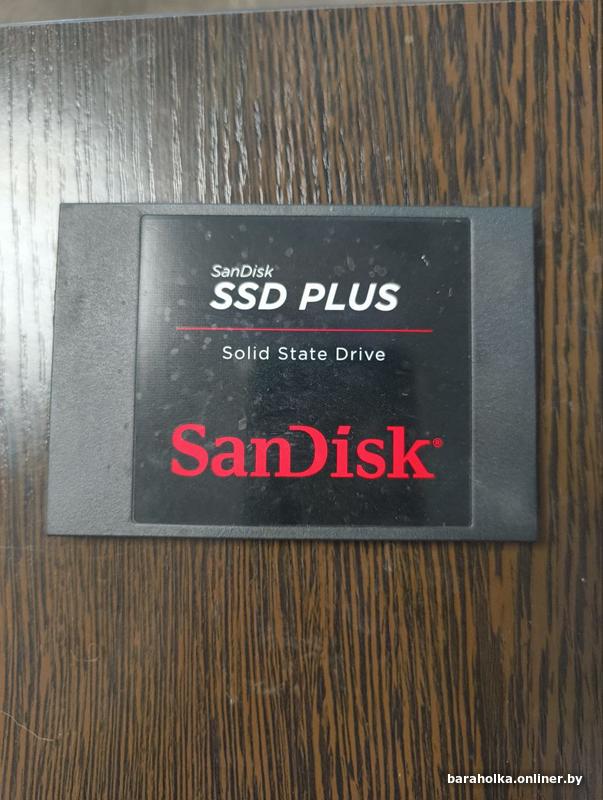 SanDisk
SSD PLUS
Solid State Drive
SanDisk®
baraholka.onliner.by